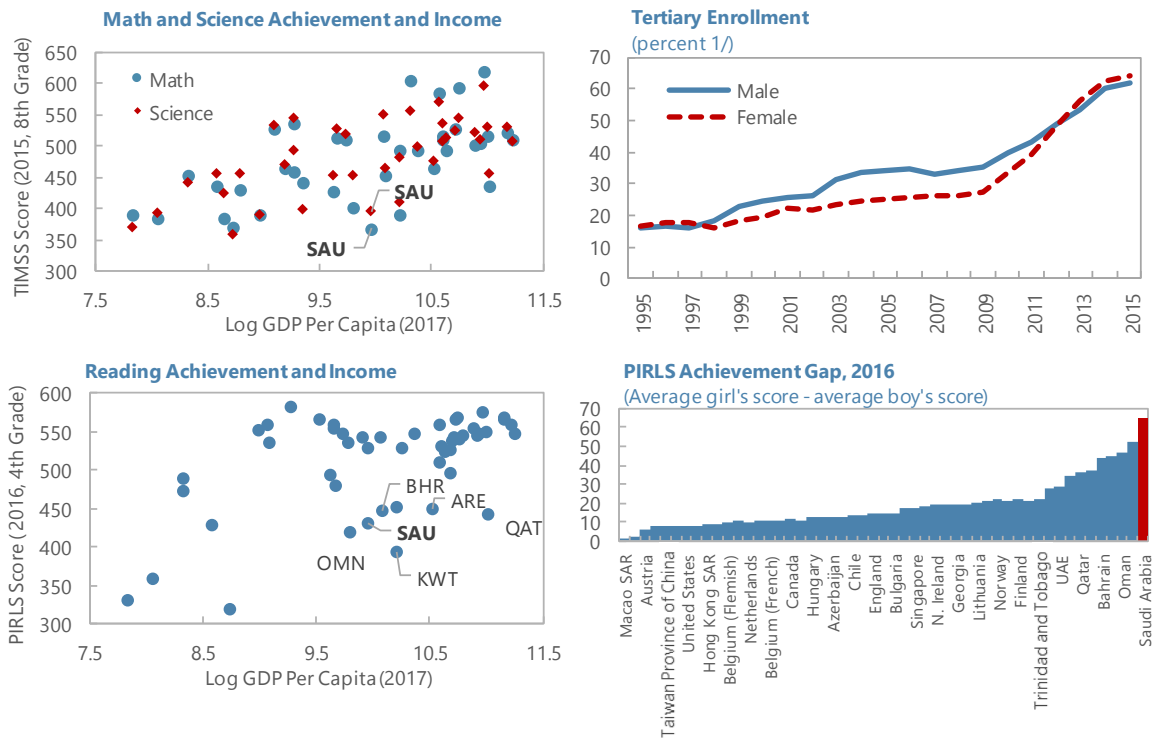 Math and Science Achievement and Income
TIMSS Score (2015, 8th Grade)
650
600
550
500
450
400
350
300
Math
Science
SAU
SAU
7.5
8.5
9.5
10.5
11.5
Log GDP Per Capita (2017)
Tertiary Enrollment
(percent 1/)
70
60
50
40
30
20
10
0
Male
Female
1995
1997
1999
2001
2003
2005
2007
2009
2011
2013
2015
Reading Achievement and Income
PIRLS Score (2016, 4th Grade)
600
550
500
450
400
350
300
BHR
ARE
SAU
QAT
OMN
KWT
7.5
8.5
9.5
10.5
11.5
Log GDP Per Capita (2017)
PIRLS Achievement Gap, 2016
(Average girl's score - average boy's score)
70
60
50
40
30
20
10
0
Macao SAR
Austria
Taiwan Province of China
United States
Hong Kong SAR
Belgium (Flemish)
Netherlands
Belgium (French)
Canada
Hungary
Azerbaijan
Chile
England
Bulgaria
Singapore
N. Ireland
Georgia
Lithuania
Norway
Finland
Trinidad and Tobago
UAE
Qatar
Bahrain
Oman
Saudi Arabia